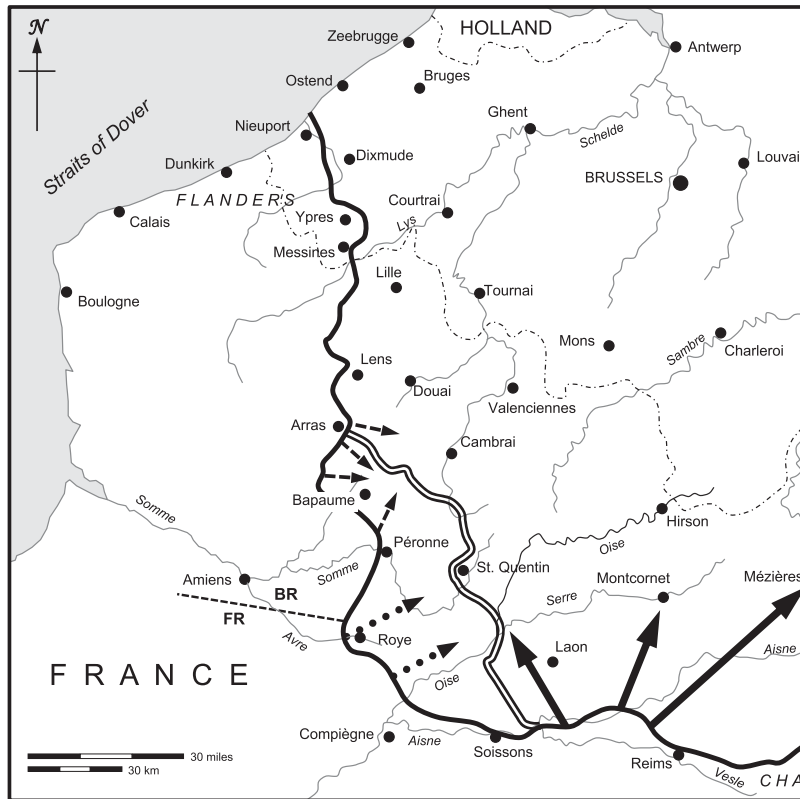 N
Zeebrugge
HOLLAND
Antwerp
Ostend
Bruges
Straits of Dover
Nieuport
Ghent
Schelde
Dunkirk
Dixmude
Louvai
BRUSSELS
FLANDERS
Calais
Ypres
Courtrai
Lys
Messines
Lille
Boulogne
Tournai
Mons
Sambre
Charleroi
Lens
Douai
Valenciennes
Arras
Cambrai
Bapaume
Somme
Hirson
Oise
Péronne
Amiens
Somme
St. Quentin
Montcornet
Mézières
BR
Serre
FR
Avre
Roye
Laon
Aisne
FRANCE
Oise
Compiègne
Aisne
Soissons
Reims
Vesle
CHA
30 miles
30 km